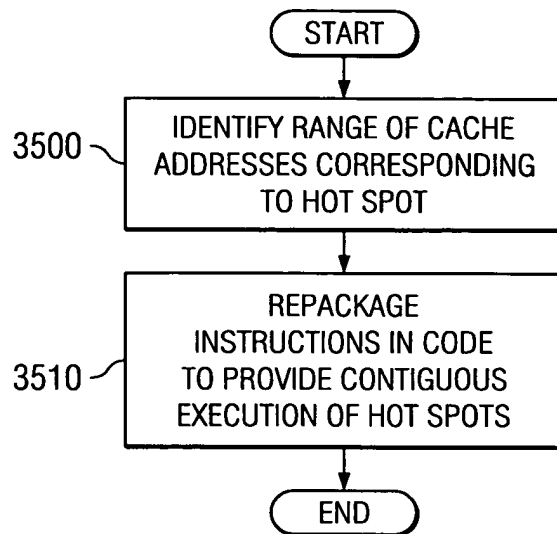 START
3500
IDENTIFY RANGE OF CACHE
ADDRESSES CORRESPONDING
TO HOT SPOT
3510
REPACKAGE
INSTRUCTIONS IN CODE
TO PROVIDE CONTIGUOUS
EXECUTION OF HOT SPOTS
END